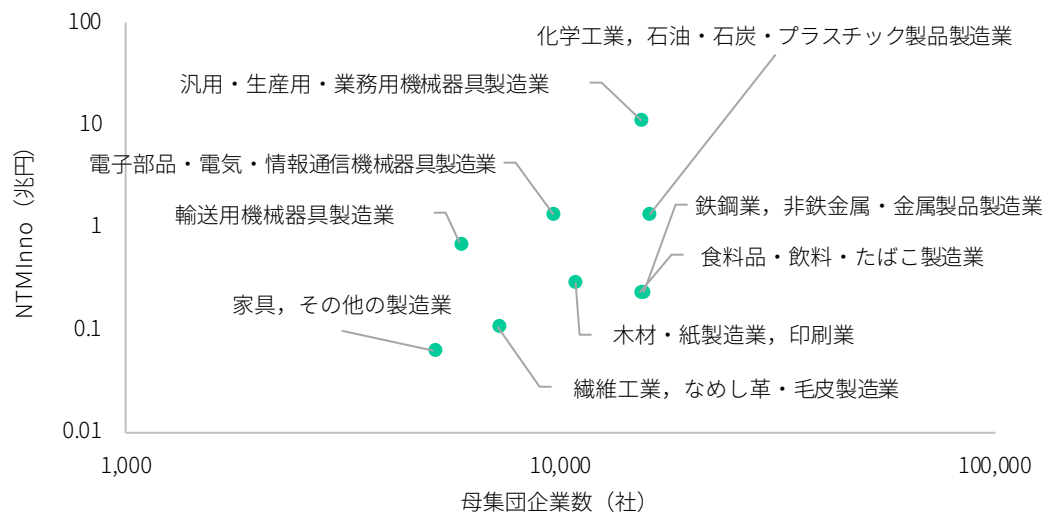 100
化学工業，石油・石炭・プラスチック製品製造業
汎用・生産用・業務用機械器具製造業
10
電子部品・電気・情報通信機械器具製造業
輸送用機械器具製造業
鉄鋼業，非鉄金属・金属製品製造業
1
食料品・飲料・たばこ製造業
NTMInno（兆円）
家具，その他の製造業
0.1
木材・紙製造業，印刷業
繊維工業，なめし革・毛皮製造業
0.01
1,000
10,000
100,000
母集団企業数（社）